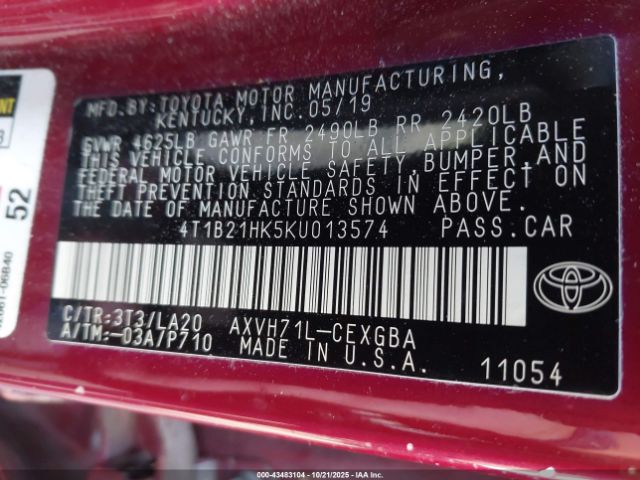 MFD.BY:TOYOTA MOTOR MANUFACTURING,
KENTUCKY,INC.05/19
GVWR 4625LB GAWR FR 2490LB RR 2420LB
THIS VEHICLE CONFORMS TO ALL APPLICABLE
FEDERAL MOTOR VEHICLE SAFETY,BUMPER,AND
THEFT PREVENTION STANDARDS IN EFFECT ON
THE DATE OF MANUFACTURE SHOWN ABOVE.
4T1B21HK5KU013574 PASS.CAR
C/TR:3T3/LA20 AXVH71L-CEXGBA
A/TM:-03A/P710 MADE IN U.S.A.
11054
52
© 000-43483104 - 10/21/2025 - IAAI.COM